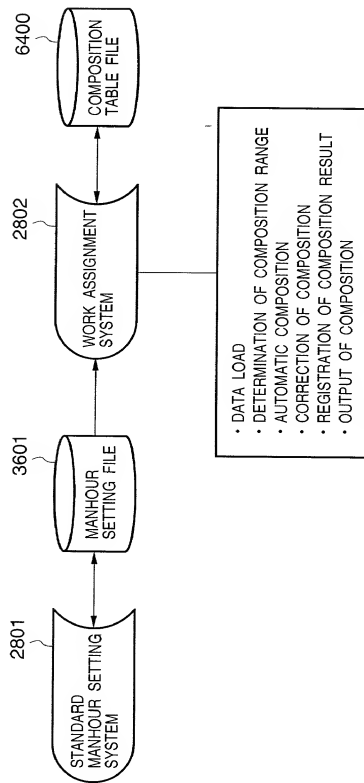 2801
STANDARD
MANHOUR SETTING
SYSTEM
3601
MANHOUR
SETTING FILE
2802
WORK ASSIGNMENT
SYSTEM
6400
COMPOSITION
TABLE FILE
• DATA LOAD
• DETERMINATION OF COMPOSITION RANGE
• AUTOMATIC COMPOSITION
• CORRECTION OF COMPOSITION
• REGISTRATION OF COMPOSITION RESULT
• OUTPUT OF COMPOSITION